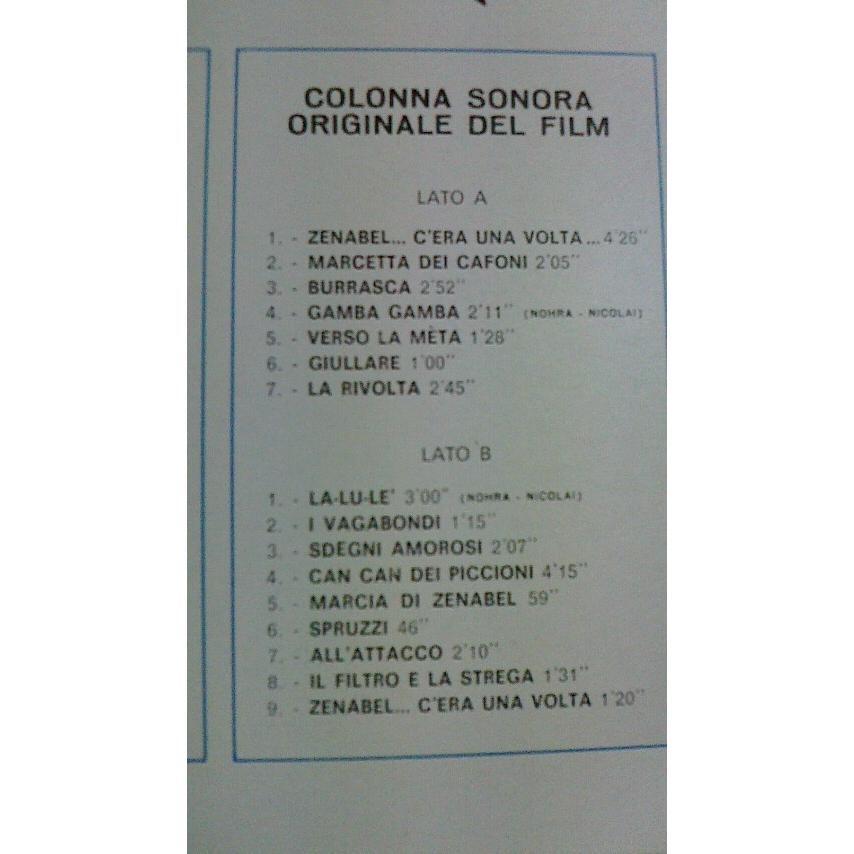 COLONNA SONORA
ORIGINALE DEL FILM
LATO A
1. - ZENABEL... C'ERA UNA VOLTA ... 4'26''
2. - MARCETTA DEI CAFONI 2'05''
3. - BURRASCA 2'52''
4. - GAMBA GAMBA 2'11'' (NOHRA - NICOLAI)
5. - VERSO LA MÈTA 1'28''
6. - GIULLARE 1'00''
7. - LA RIVOLTA 2'45''
LATO B
1. - LA-LU-LE' 3'00'' (NOHRA - NICOLAI)
2. - I VAGABONDI 1'15''
3. - SDEGNI AMOROSI 2'07''
4. - CAN CAN DEI PICCIONI 4'15''
5. - MARCIA DI ZENABEL 59''
6. - SPRUZZI 46''
7. - ALL'ATTACCO 2'10''
8. - IL FILTRO E LA STREGA 1'31''
9. - ZENABEL... C'ERA UNA VOLTA 1'20''